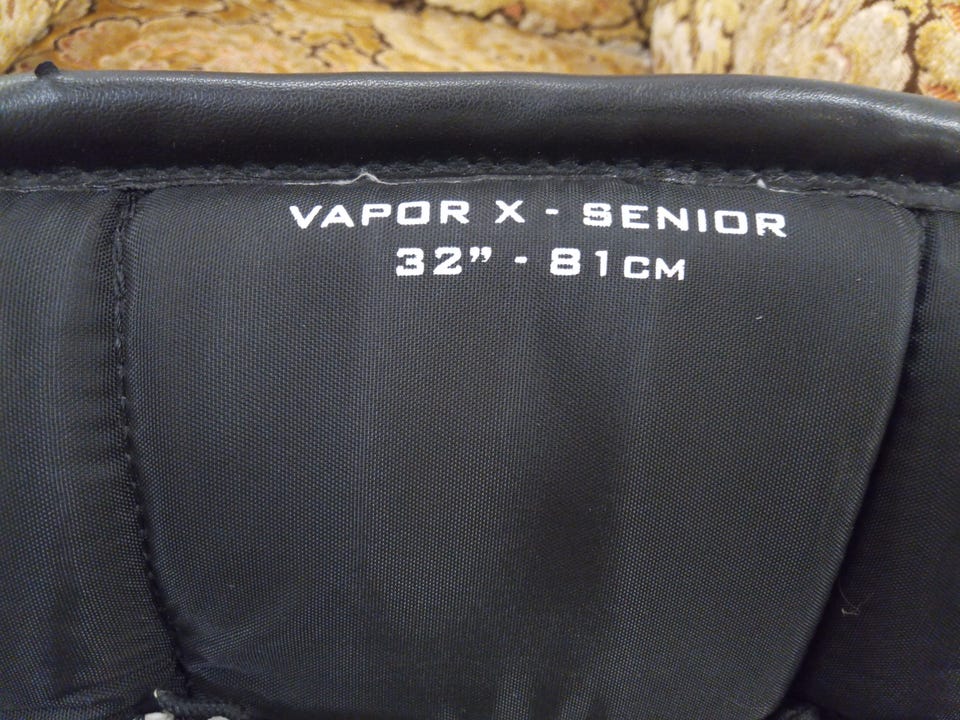 VAPOR X - SENIOR
32" - 81CM